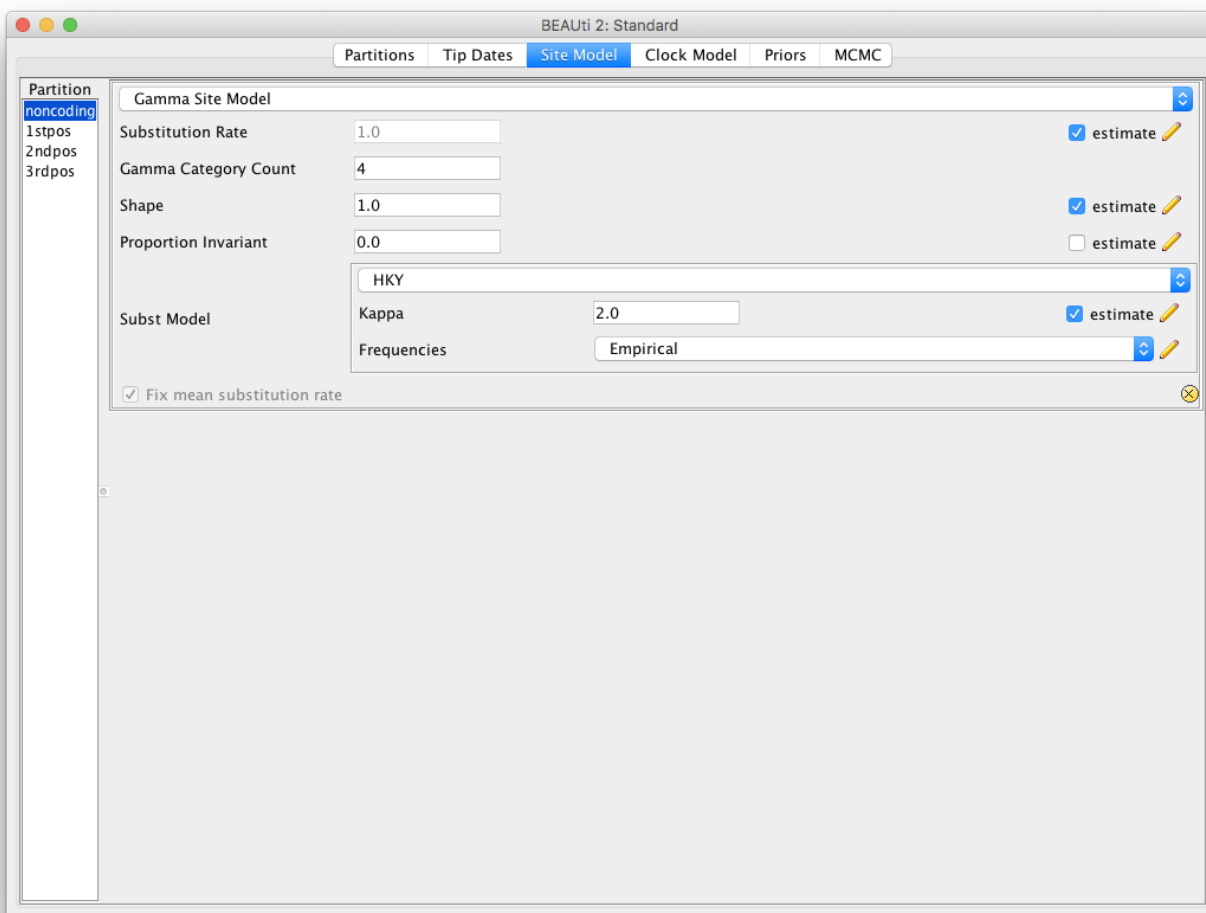 BEAUti 2: Standard
Partitions Tip Dates Site Model Clock Model Priors MCMC
Partition
noncoding
1stpos
2ndpos
3rdpos
Gamma Site Model
Substitution Rate 1.0 estimate
Gamma Category Count 4
Shape 1.0 estimate
Proportion Invariant 0.0 estimate
HKY
Subst Model
Kappa 2.0 estimate
Frequencies Empirical
Fix mean substitution rate